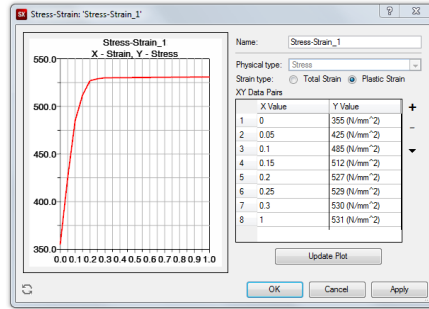 SX Stress-Strain: 'Stress-Strain_1'
Stress-Strain_1
X - Strain, Y - Stress
550.0
500.0
450.0
400.0
350.0
0.0 0.1 0.2 0.3 0.4 0.5 0.6 0.7 0.8 0.9 1.0
Name: Stress-Strain_1
Physical type: Stress
Strain type: Total Strain Plastic Strain
XY Data Pairs
X Value Y Value
1 0 355 (N/mm^2)
2 0.05 425 (N/mm^2)
3 0.1 485 (N/mm^2)
4 0.15 512 (N/mm^2)
5 0.2 527 (N/mm^2)
6 0.25 529 (N/mm^2)
7 0.3 530 (N/mm^2)
8 1 531 (N/mm^2)
Update Plot
OK Cancel Apply